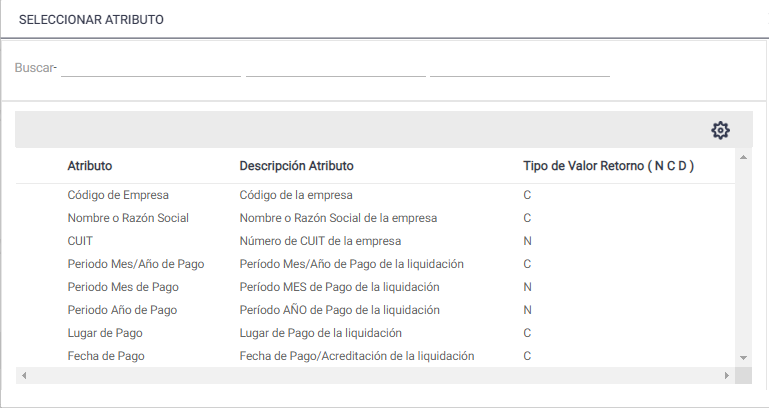 SELECCIONAR ATRIBUTO
Buscar-
Atributo Descripción Atributo Tipo de Valor Retorno ( N C D )
Código de Empresa Código de la empresa C
Nombre o Razón Social Nombre o Razón Social de la empresa C
CUIT Número de CUIT de la empresa N
Periodo Mes/Año de Pago Período Mes/Año de Pago de la liquidación C
Periodo Mes de Pago Período MES de Pago de la liquidación N
Periodo Año de Pago Período AÑO de Pago de la liquidación N
Lugar de Pago Lugar de Pago de la liquidación C
Fecha de Pago Fecha de Pago/Acreditación de la liquidación C